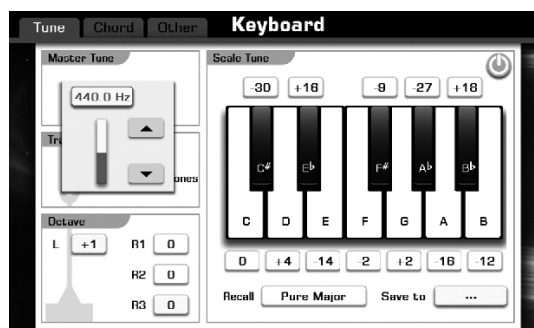 Tune Chord Other Keyboard
Master Tune
440.0 Hz
Tr
ones
Octave
L +1 R1 0
R2 0
R3 0
Scale Tune
-30 +16 -9 -27 +18
C# E♭ F# A♭ B♭
C D E F G A B
0 +4 -14 -2 +2 -16 -12
Recall Pure Major Save to ...